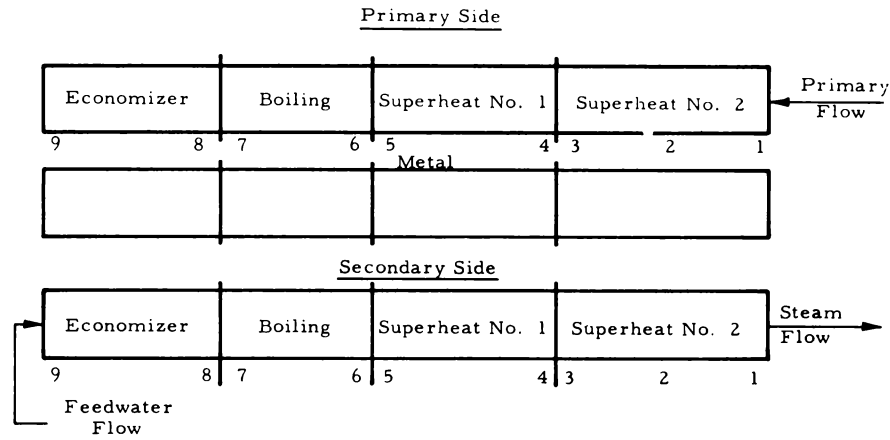 Primary Side
Economizer Boiling Superheat No. 1 Superheat No. 2
Primary
Flow
9 8 7 6 5 4 3 2 1
Metal
Secondary Side
Economizer Boiling Superheat No. 1 Superheat No. 2
Steam
Flow
9 8 7 6 5 4 3 2 1
Feedwater
Flow